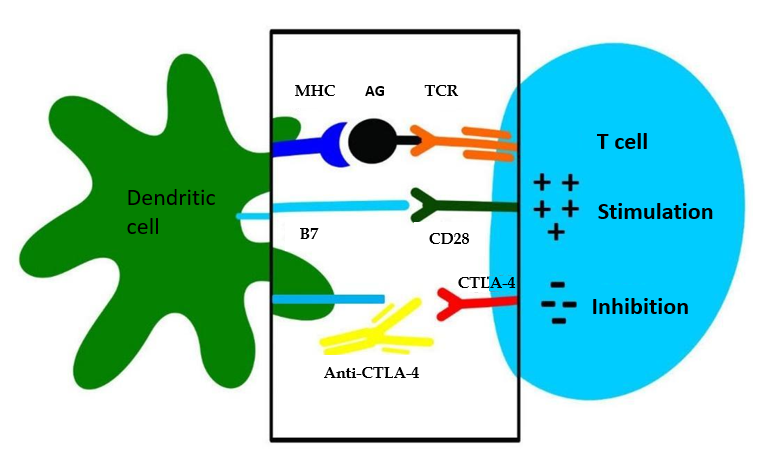 MHC AG TCR
T cell
Dendritic
cell
Stimulation
B7
CD28
CTLA-4
Inhibition
Anti-CTLA-4